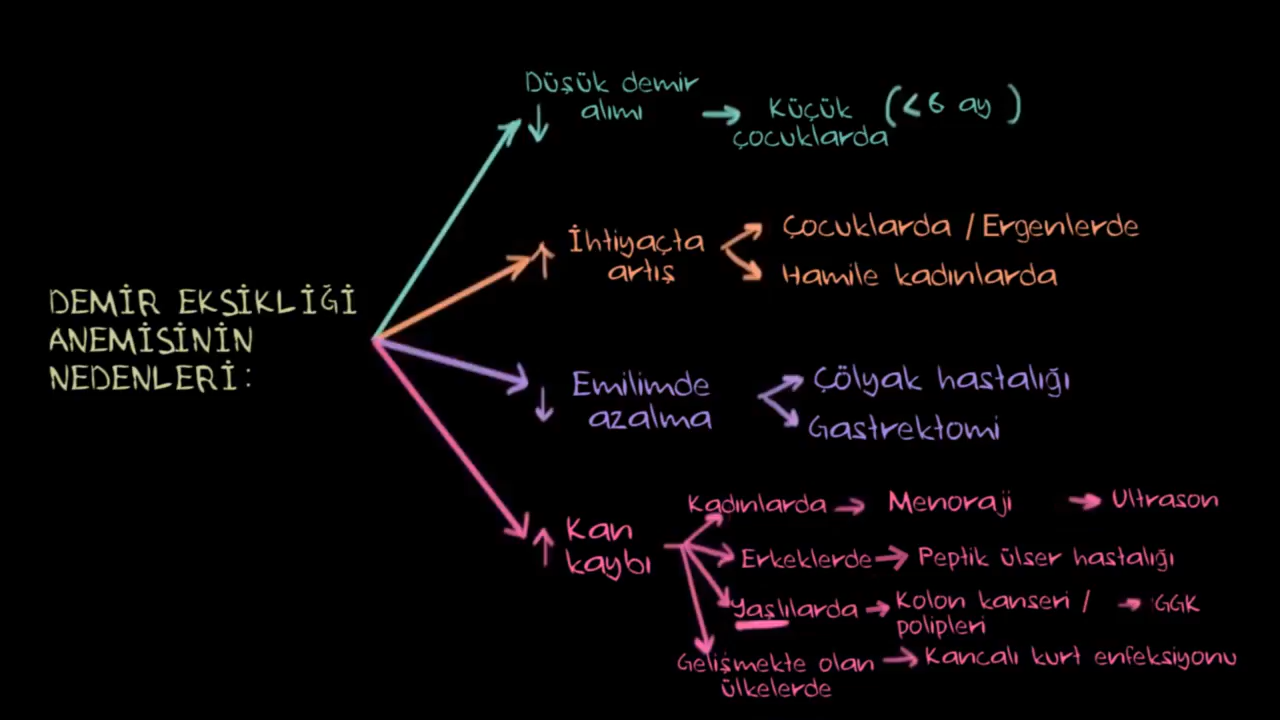 DEMİR EKSİKLİĞİ
ANEMİSİNİN
NEDENLERİ:
Düşük demir
alımı
Küçük (<6 ay)
çocuklarda
İhtiyaçta
artış
Çocuklarda / Ergenlerde
Hamile kadınlarda
Emilimde
azalma
Çölyak hastalığı
Gastrektomi
Kan
kaybı
Kadınlarda Menoraji Ultrason
Erkeklerde Peptik ülser hastalığı
Yaşlılarda Kolon kanseri / GGK
polipleri
Gelişmekte olan Kancalı kurt enfeksiyonu
ülkelerde